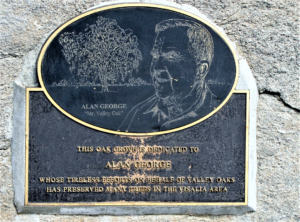 ALAN GEORGE
"Mr. Valley Oak"
THIS OAK GROVE IS DEDICATED TO
ALAN GEORGE
WHOSE TIRELESS EFFORTS ON BEHALF OF VALLEY OAKS
HAS PRESERVED MANY TREES IN THE VISALIA AREA